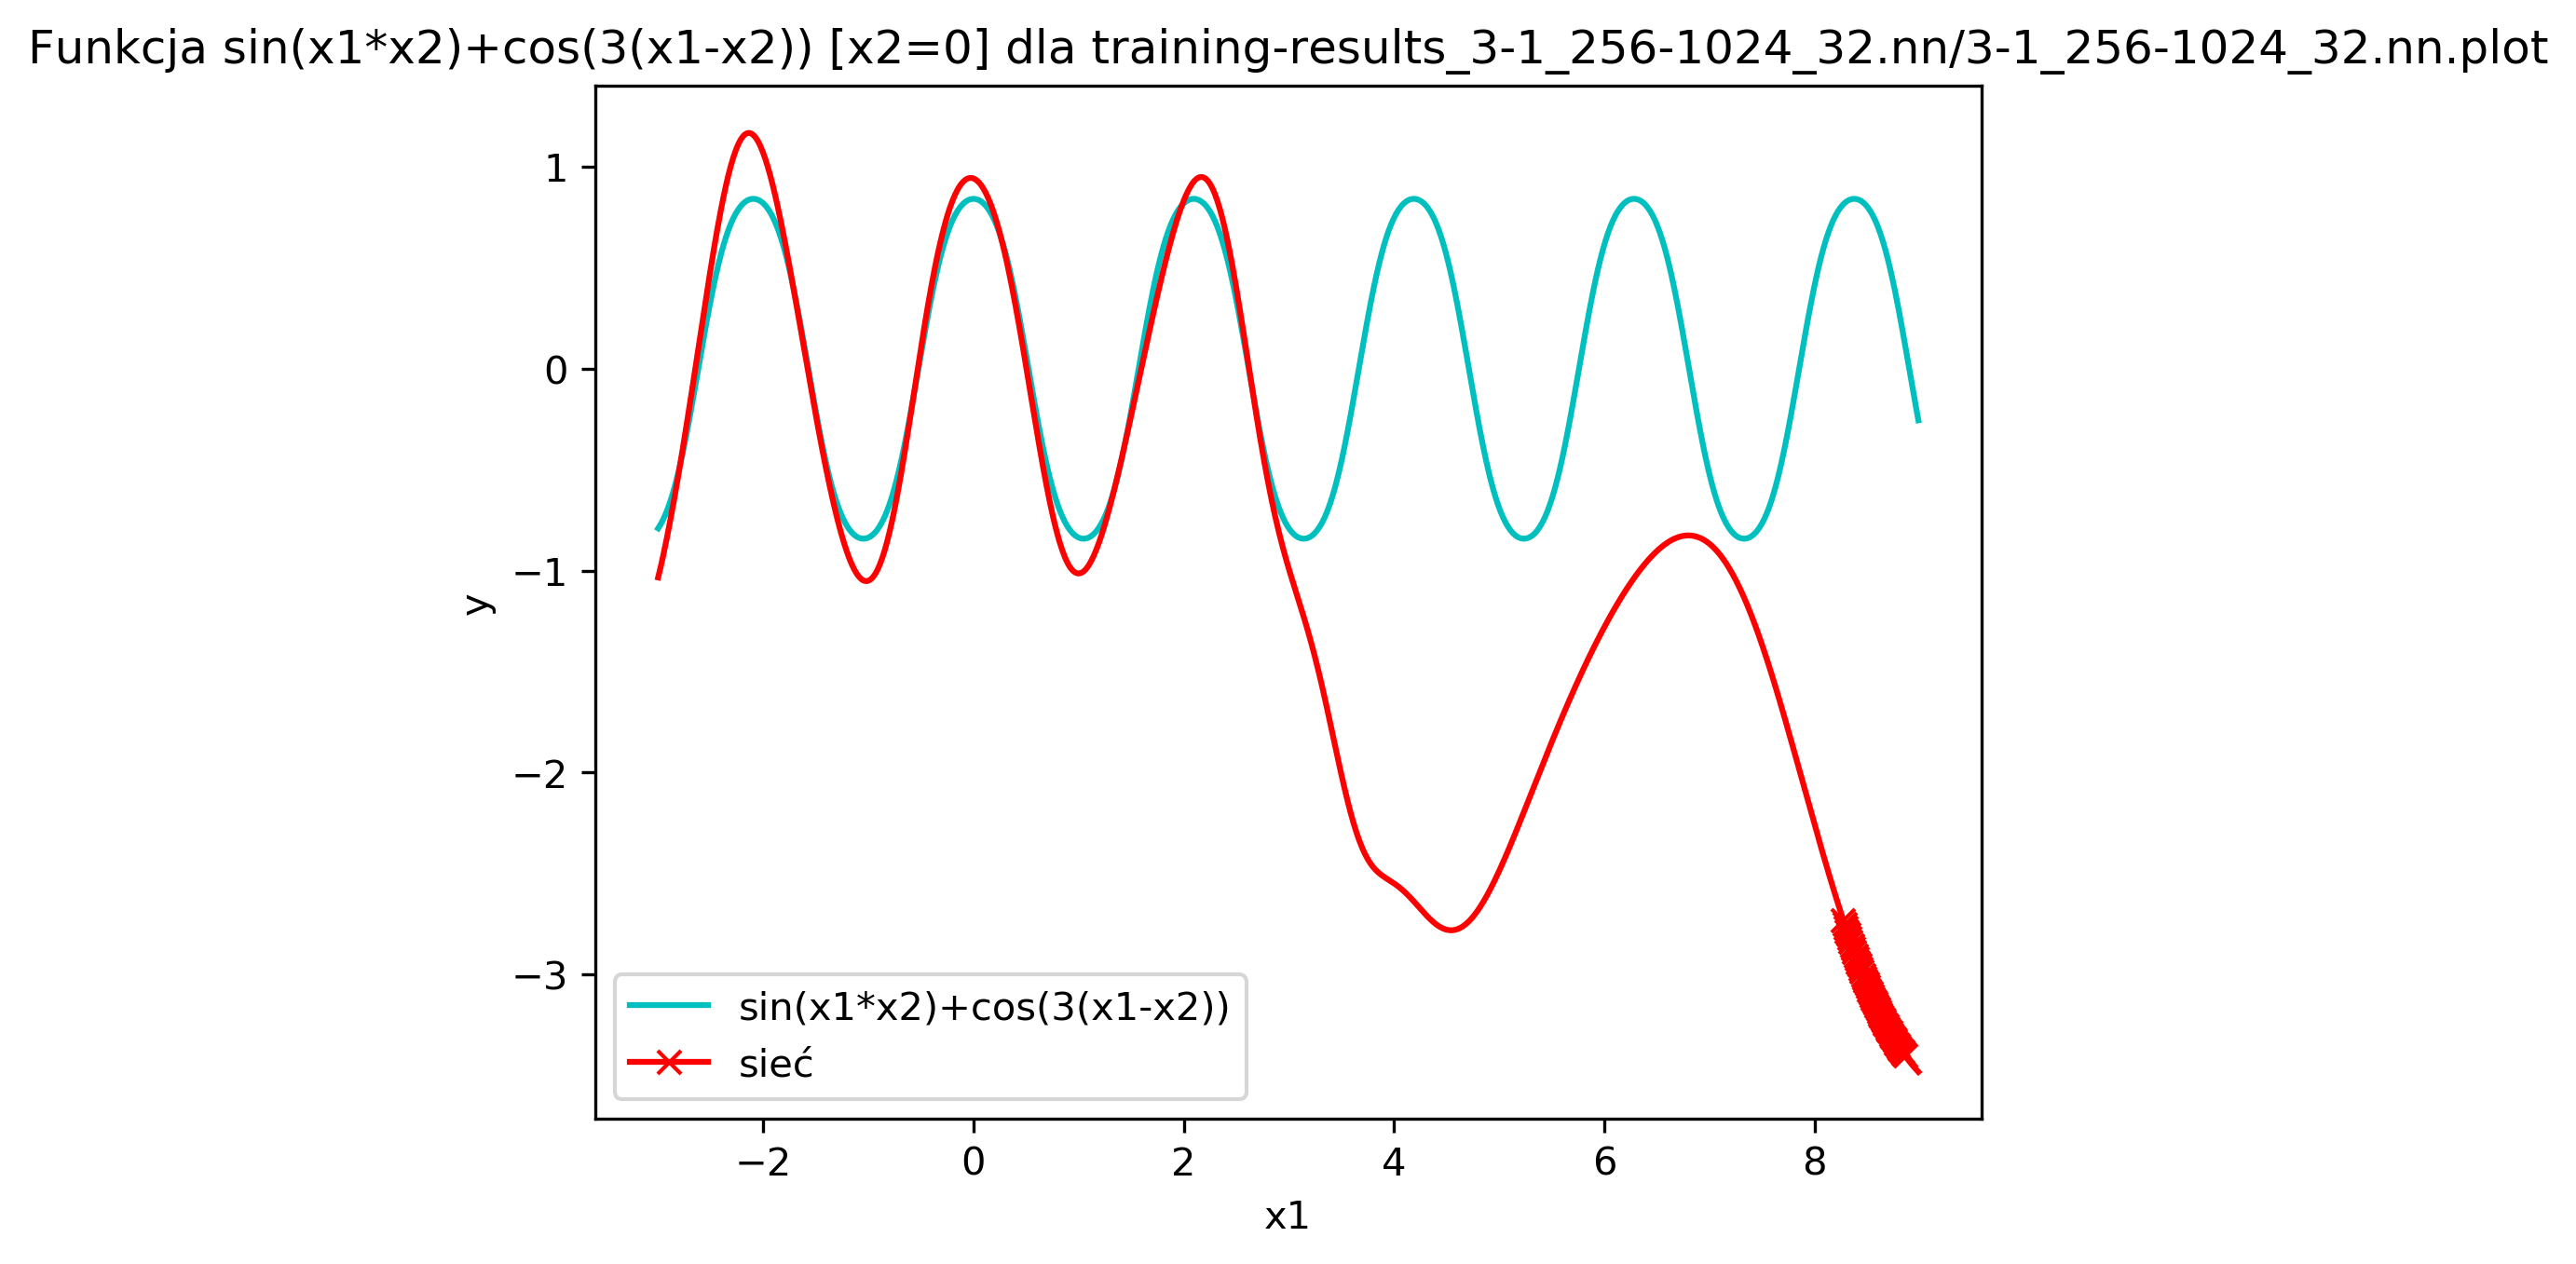 Funkcja sin(x1*x2)+cos(3(x1-x2)) [x2=0] dla training-results_3-1_256-1024_32.nn/3-1_256-1024_32.nn.plot
1
0
−1
−2
−3
y
sin(x1*x2)+cos(3(x1-x2))
sieć
−2 0 2 4 6 8
x1